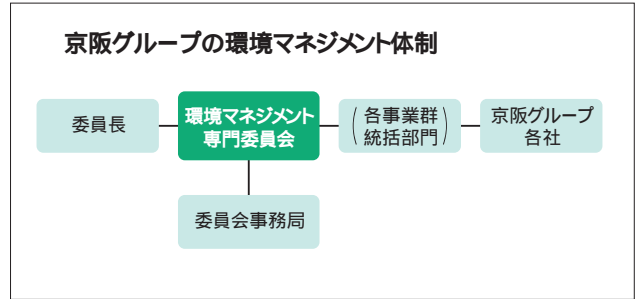 京阪グループの環境マネジメント体制
委員長
環境マネジメント
専門委員会
(各事業群
統括部門)
京阪グループ
各社
委員会事務局